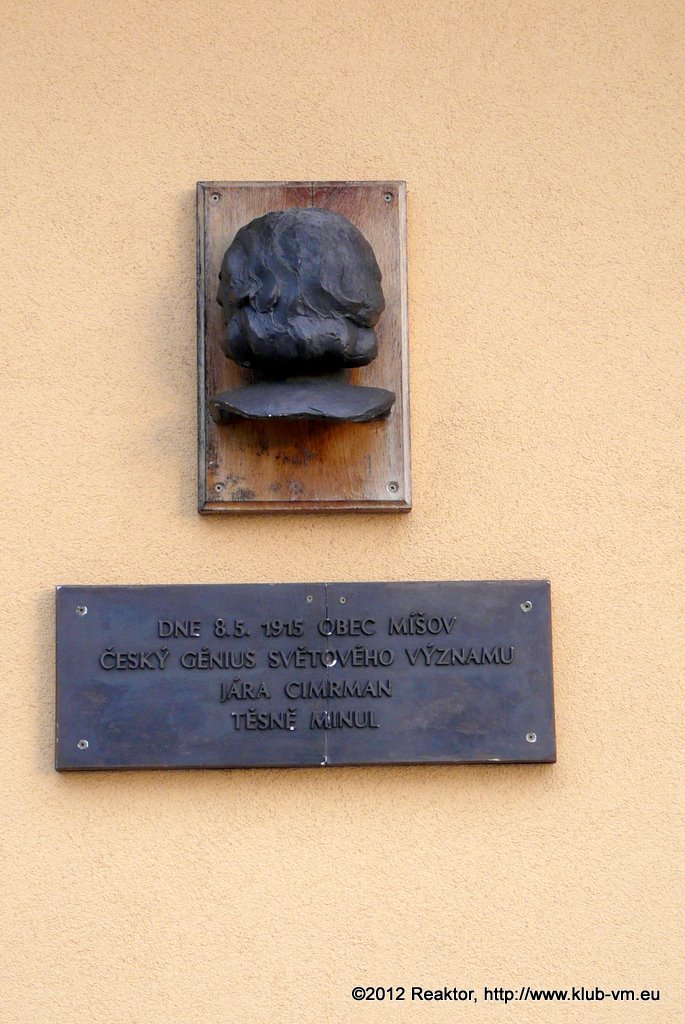 DNE 8.5. 1915 OBEC MÍŠOV
ČESKÝ GÉNIUS SVĚTOVÉHO VÝZNAMU
JÁRA CIMRMAN
TĚSNĚ MINUL
©2012 Reaktor, http://www.klub-vm.eu